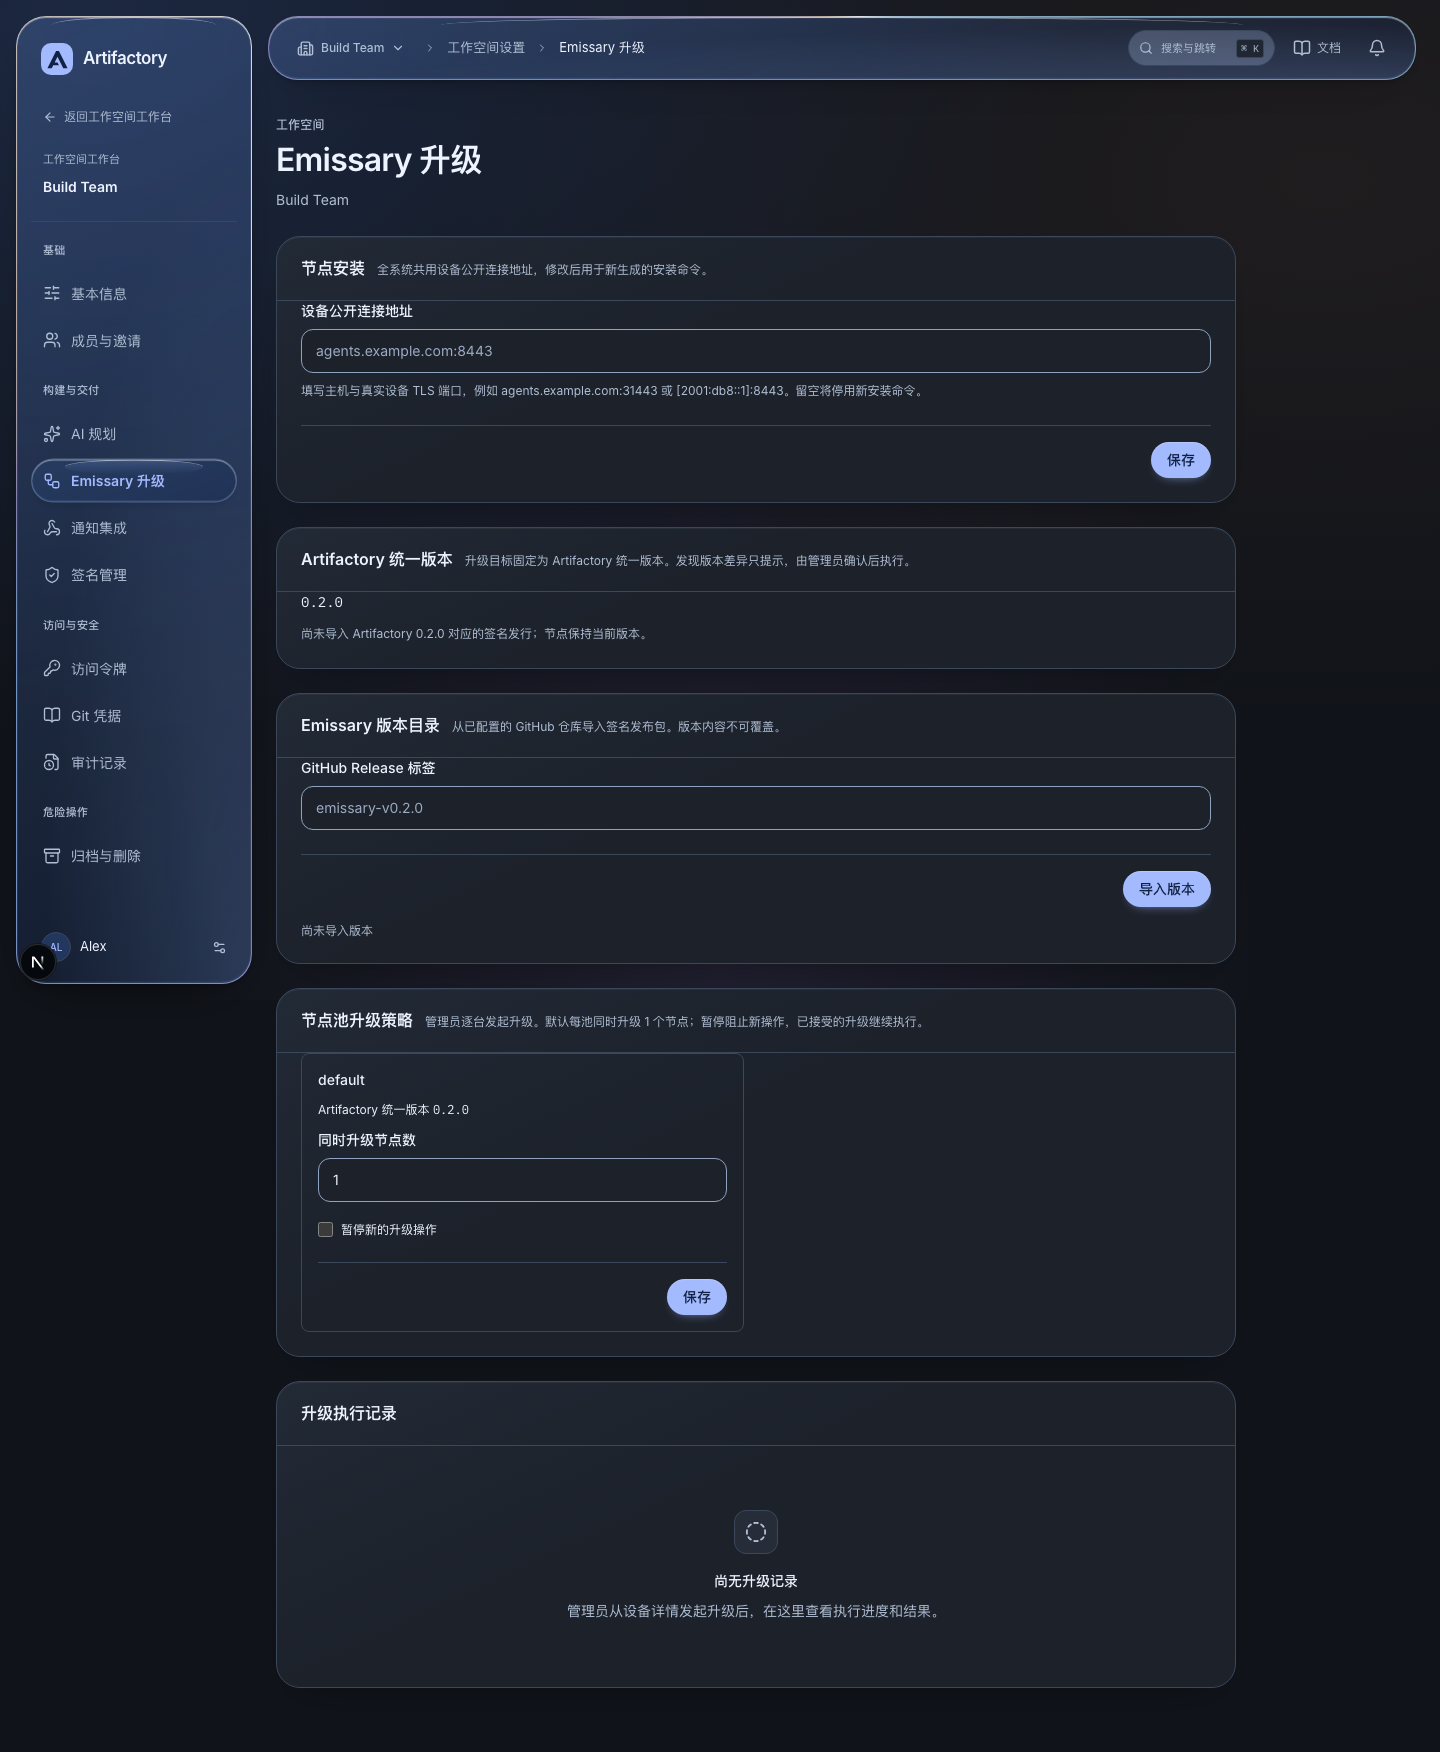 Artifactory
返回工作空间工作台
工作空间工作台
Build Team
基础
基本信息
成员与邀请
构建与交付
AI 规划
Emissary 升级
通知集成
签名管理
访问与安全
访问令牌
Git 凭据
审计记录
危险操作
归档与删除
AL
Alex
N
Build Team
工作空间设置
Emissary 升级
搜索与跳转
⌘ K
文档
工作空间
Emissary 升级
Build Team
节点安装 全系统共用设备公开连接地址，修改后用于新生成的安装命令。
设备公开连接地址
agents.example.com:8443
填写主机与真实设备 TLS 端口，例如 agents.example.com:31443 或 [2001:db8::1]:8443。留空将停用新安装命令。
保存
Artifactory 统一版本 升级目标固定为 Artifactory 统一版本。发现版本差异只提示，由管理员确认后执行。
0.2.0
尚未导入 Artifactory 0.2.0 对应的签名发行；节点保持当前版本。
Emissary 版本目录 从已配置的 GitHub 仓库导入签名发布包。版本内容不可覆盖。
GitHub Release 标签
emissary-v0.2.0
导入版本
尚未导入版本
节点池升级策略 管理员逐台发起升级。默认每池同时升级 1 个节点；暂停阻止新操作，已接受的升级继续执行。
default
Artifactory 统一版本 0.2.0
同时升级节点数
1
暂停新的升级操作
保存
升级执行记录
尚无升级记录
管理员从设备详情发起升级后，在这里查看执行进度和结果。